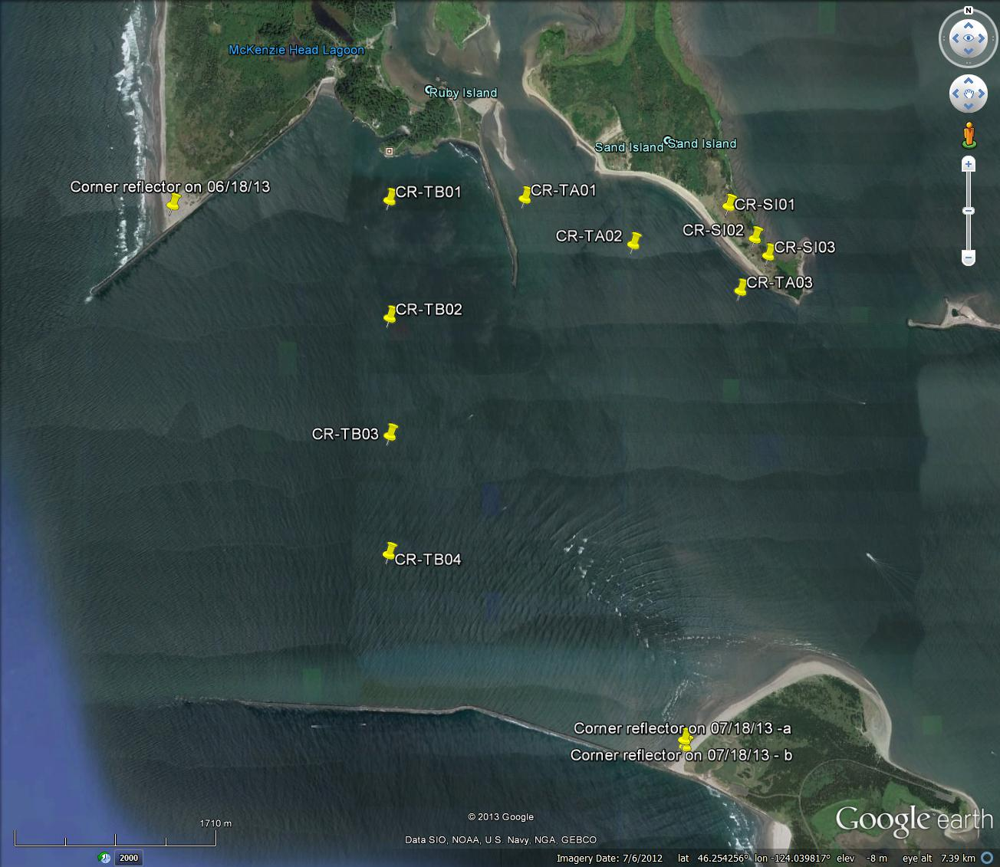 N
McKenzie Head Lagoon
Ruby Island
Sand Island
Sand Island
Corner reflector on 06/18/13
CR-TB01
CR-TA01
CR-SI01
CR-TA02
CR-SI02
CR-SI03
CR-TA03
CR-TB02
CR-TB03
CR-TB04
Corner reflector on 07/18/13 -a
Corner reflector on 07/18/13 - b
1710 m
© 2013 Google
Google earth
Data SIO, NOAA, U.S. Navy, NGA, GEBCO
2000
Imagery Date: 7/6/2012 lat 46.254256° lon -124.039817° elev -8 m eye alt 7.39 km